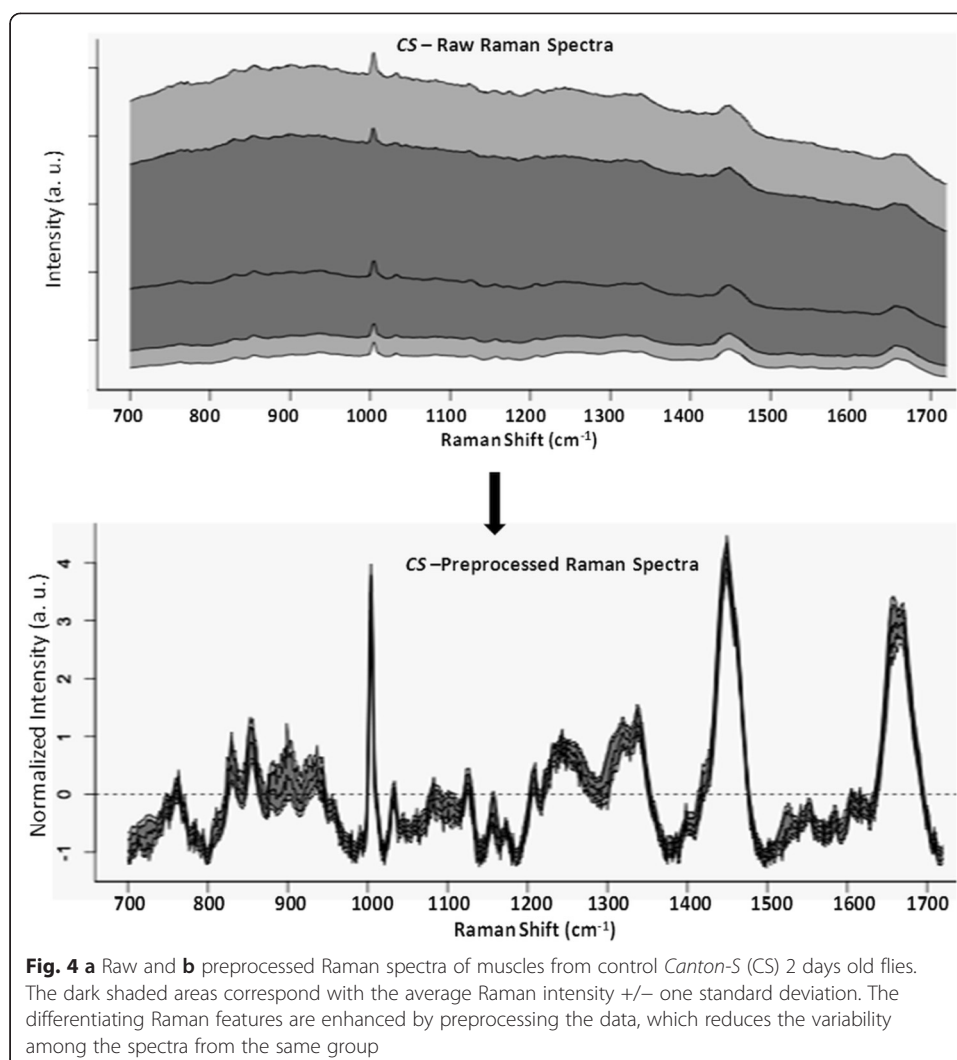 CS – Raw Raman Spectra
Intensity (a. u.)
700 800 900 1000 1100 1200 1300 1400 1500 1600 1700
Raman Shift (cm⁻¹)
CS –Preprocessed Raman Spectra
Normalized Intensity (a. u.)
4
3
2
1
0
-1
700 800 900 1000 1100 1200 1300 1400 1500 1600 1700
Raman Shift (cm⁻¹)
Fig. 4 a Raw and b preprocessed Raman spectra of muscles from control Canton-S (CS) 2 days old flies.
The dark shaded areas correspond with the average Raman intensity +/− one standard deviation. The
differentiating Raman features are enhanced by preprocessing the data, which reduces the variability
among the spectra from the same group